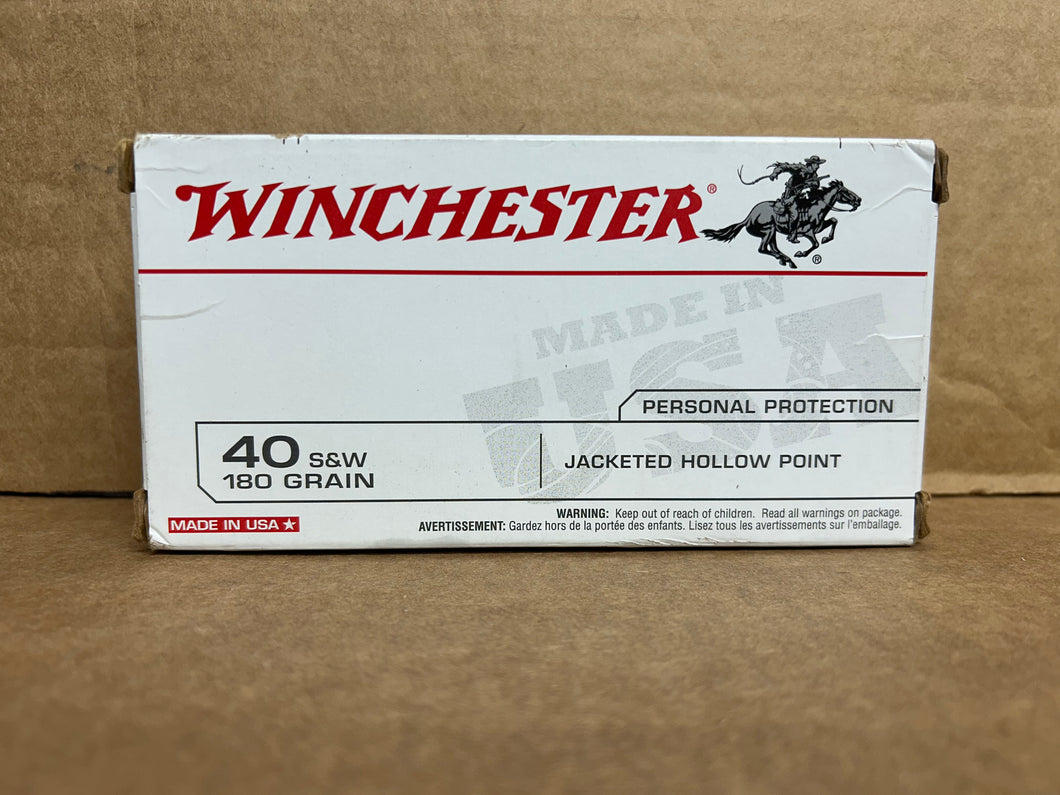 WINCHESTER®
®
MADE IN
USA
PERSONAL PROTECTION
40 S&W
180 GRAIN
JACKETED HOLLOW POINT
MADE IN USA★
WARNING: Keep out of reach of children. Read all warnings on package.
AVERTISSEMENT: Gardez hors de la portée des enfants. Lisez tous les avertissements sur l'emballage.